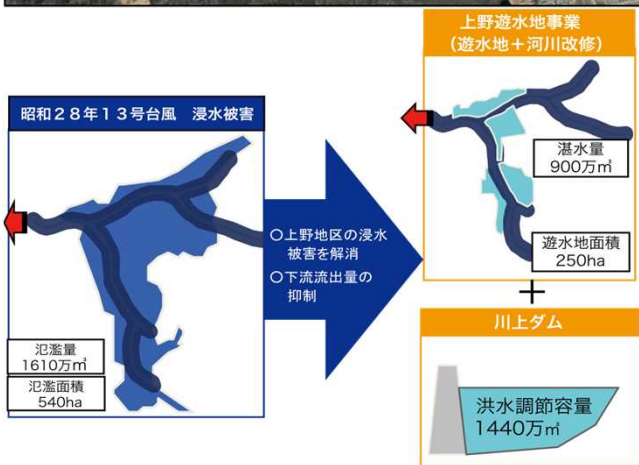 昭和28年13号台風 浸水被害
氾濫量
1610万㎥
氾濫面積
540ha
○上野地区の浸水
被害を解消
○下流流出量の
抑制
上野遊水地事業
(遊水地+河川改修)
湛水量
900万㎥
遊水地面積
250ha
+
川上ダム
洪水調節容量
1440万㎥